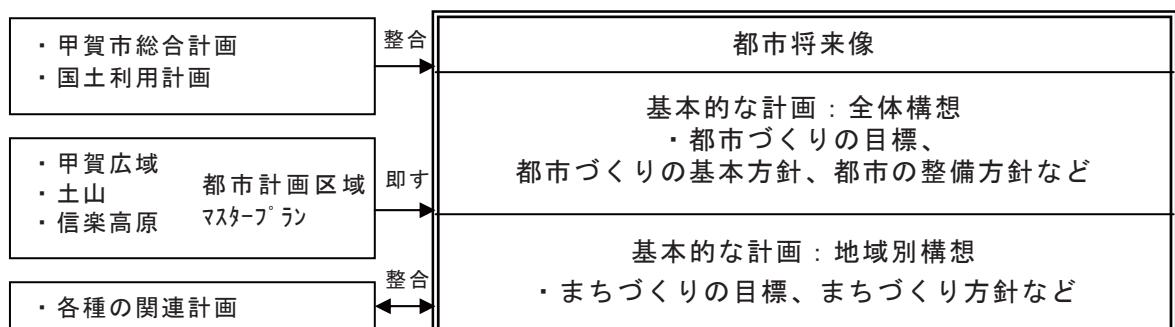 ・甲賀市総合計画
・国土利用計画
整合
・甲賀広域
・土山
・信楽高原
都市計画区域
ﾏｽﾀｰﾌﾟﾗﾝ
即す
・各種の関連計画
整合
都市将来像
基本的な計画：全体構想
・都市づくりの目標、
都市づくりの基本方針、都市の整備方針など
基本的な計画：地域別構想
・まちづくりの目標、まちづくり方針など